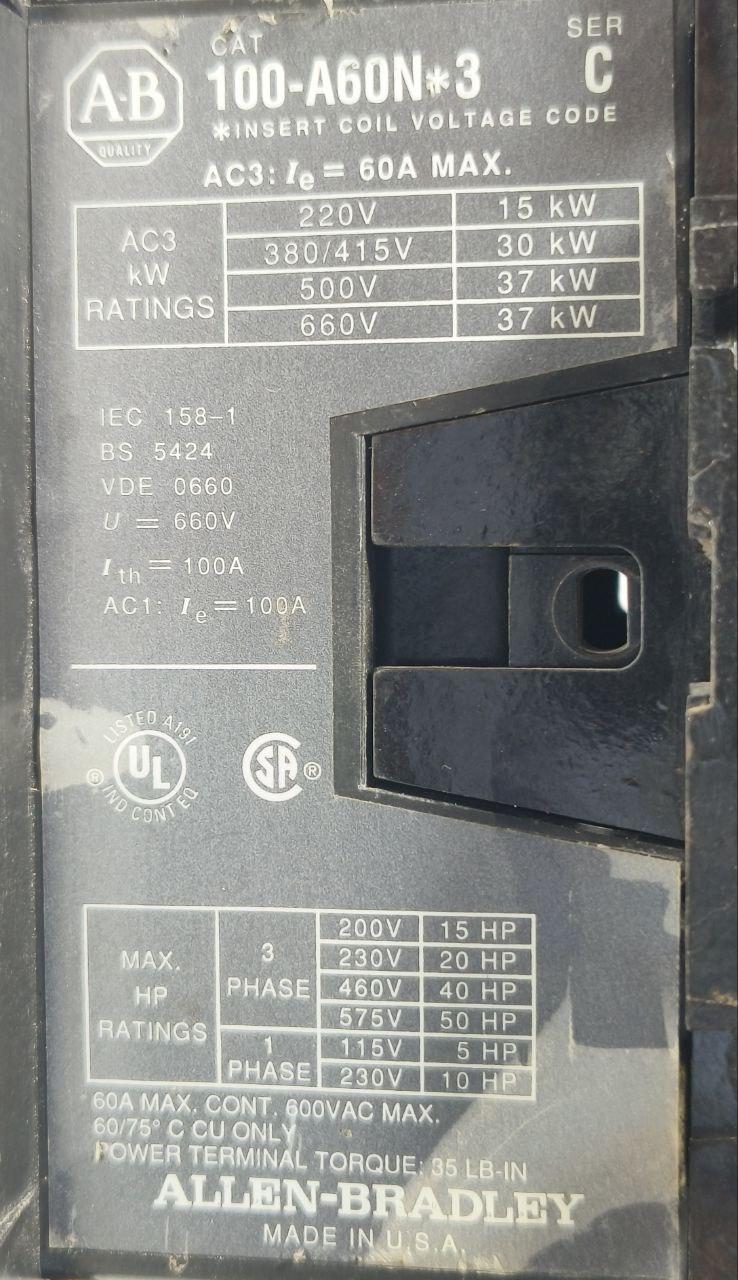 A-B
QUALITY
CAT
SER
100-A60N*3
C
*INSERT COIL VOLTAGE CODE
AC3: Ie = 60A MAX.
AC3 kW RATINGS
220V 15 kW
380/415V 30 kW
500V 37 kW
660V 37 kW
IEC 158-1
BS 5424
VDE 0660
U = 660V
Ith = 100A
AC1: Ie = 100A
LISTED A191
UL ®
IND CONT EQ
SA ®
MAX. HP RATINGS
3 PHASE
200V 15 HP
230V 20 HP
460V 40 HP
575V 50 HP
1 PHASE
115V 5 HP
230V 10 HP
60A MAX. CONT. 600VAC MAX.
60/75° C CU ONLY
POWER TERMINAL TORQUE: 35 LB-IN
ALLEN-BRADLEY
MADE IN U.S.A.